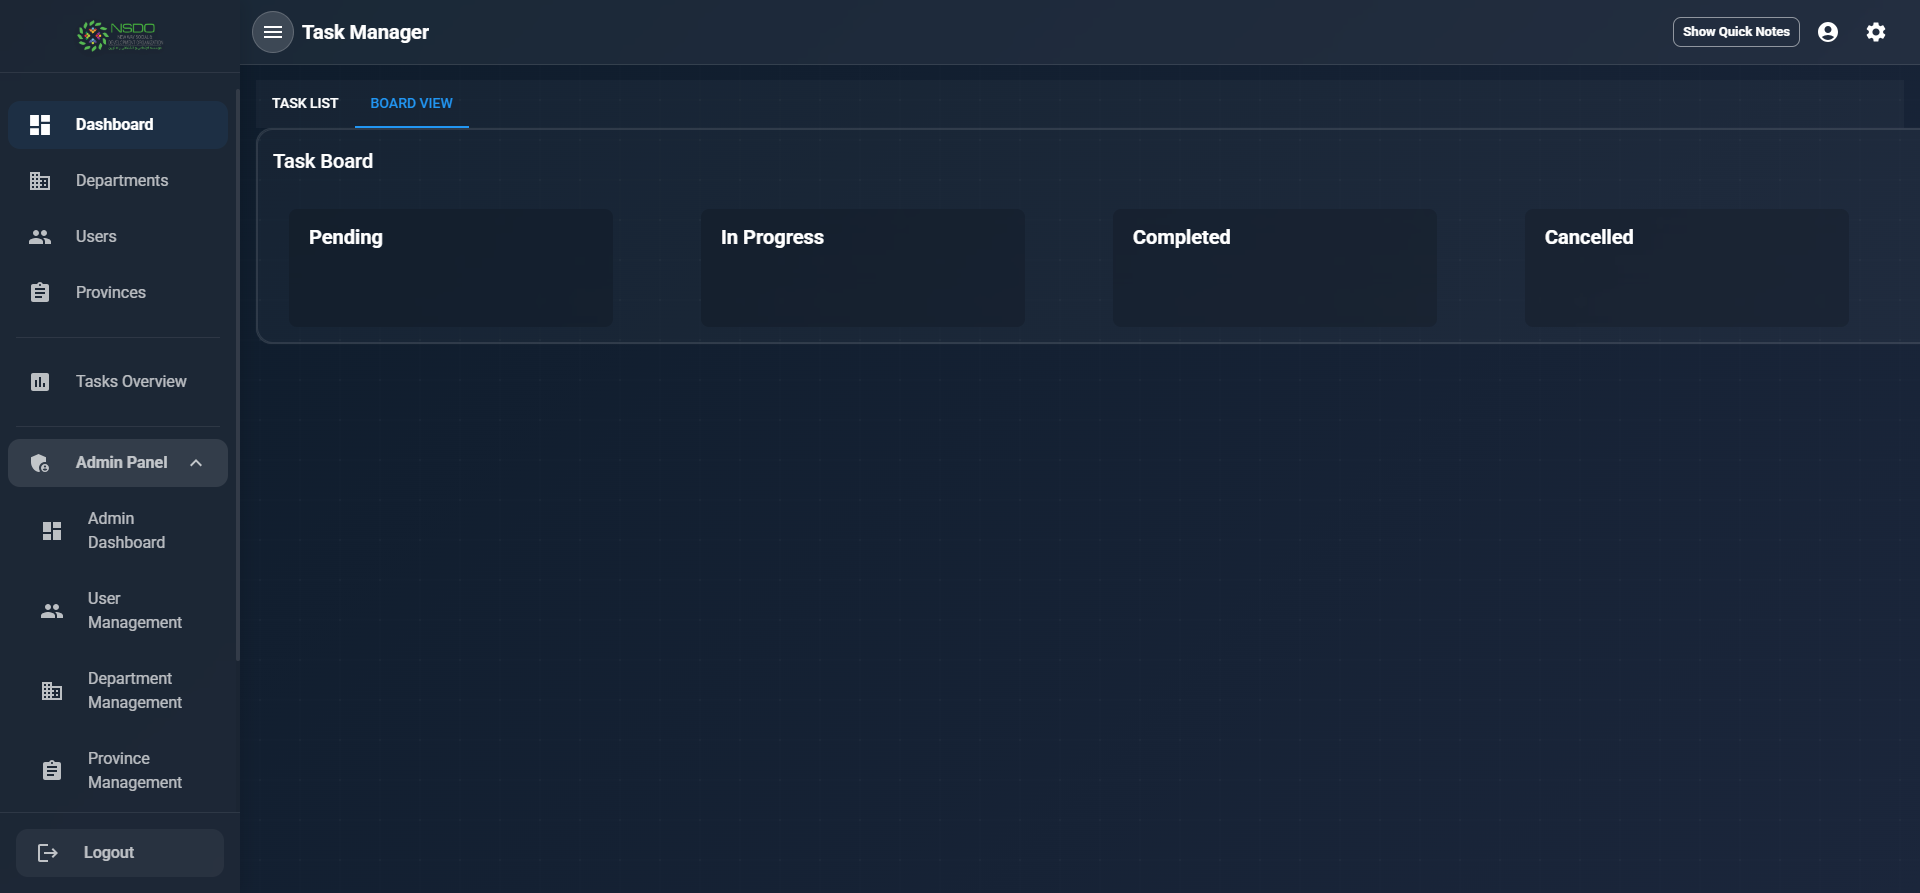 NSDO
Task Manager
Show Quick Notes
Dashboard
Departments
Users
Provinces
Tasks Overview
Admin Panel
Admin
Dashboard
User
Management
Department
Management
Province
Management
Logout
TASK LIST
BOARD VIEW
Task Board
Pending
In Progress
Completed
Cancelled